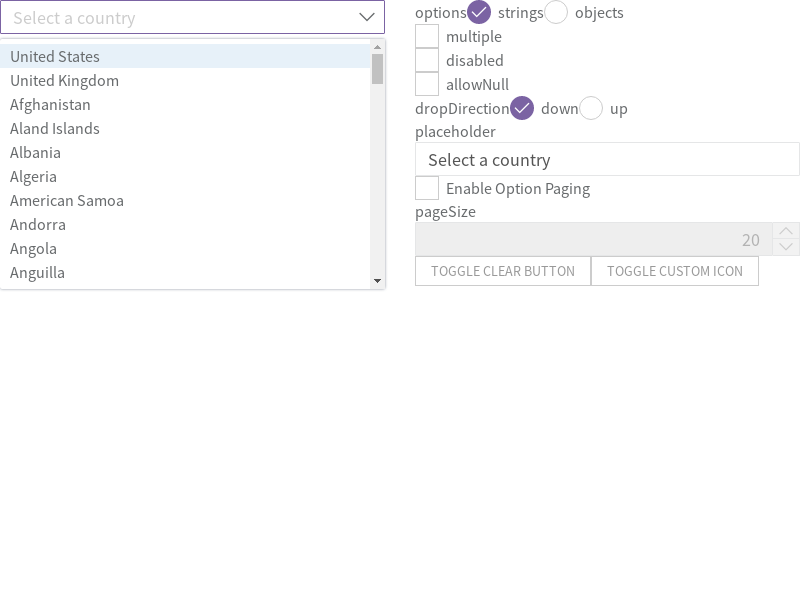 Select a country
United States
United Kingdom
Afghanistan
Aland Islands
Albania
Algeria
American Samoa
Andorra
Angola
Anguilla
options strings objects
multiple
disabled
allowNull
dropDirection down up
placeholder
Select a country
Enable Option Paging
pageSize
20
TOGGLE CLEAR BUTTON TOGGLE CUSTOM ICON